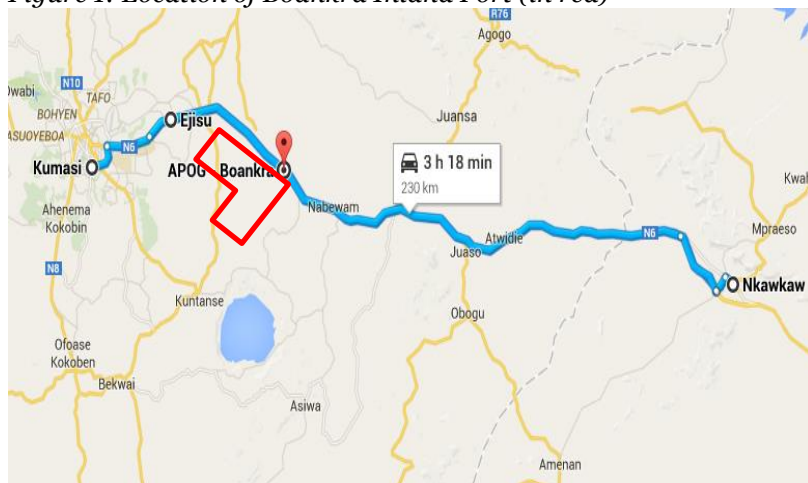 Figure 1: Location of Boankra Inland Port (in red)
R76
Agogo
N10
TAFO
Owabi
BOHYEN
ASUOYEBOA
Ejisu
Juansa
N6
Kumasi
APOG
Boankra
3 h 18 min
230 km
Kwah
Ahenema
Kokobin
Nabewam
Mpraeso
Atwidie
Juaso
N6
N8
Nkawkaw
Kuntanse
Obogu
Ofoase
Kokoben
Bekwai
Asiwa
Amenan